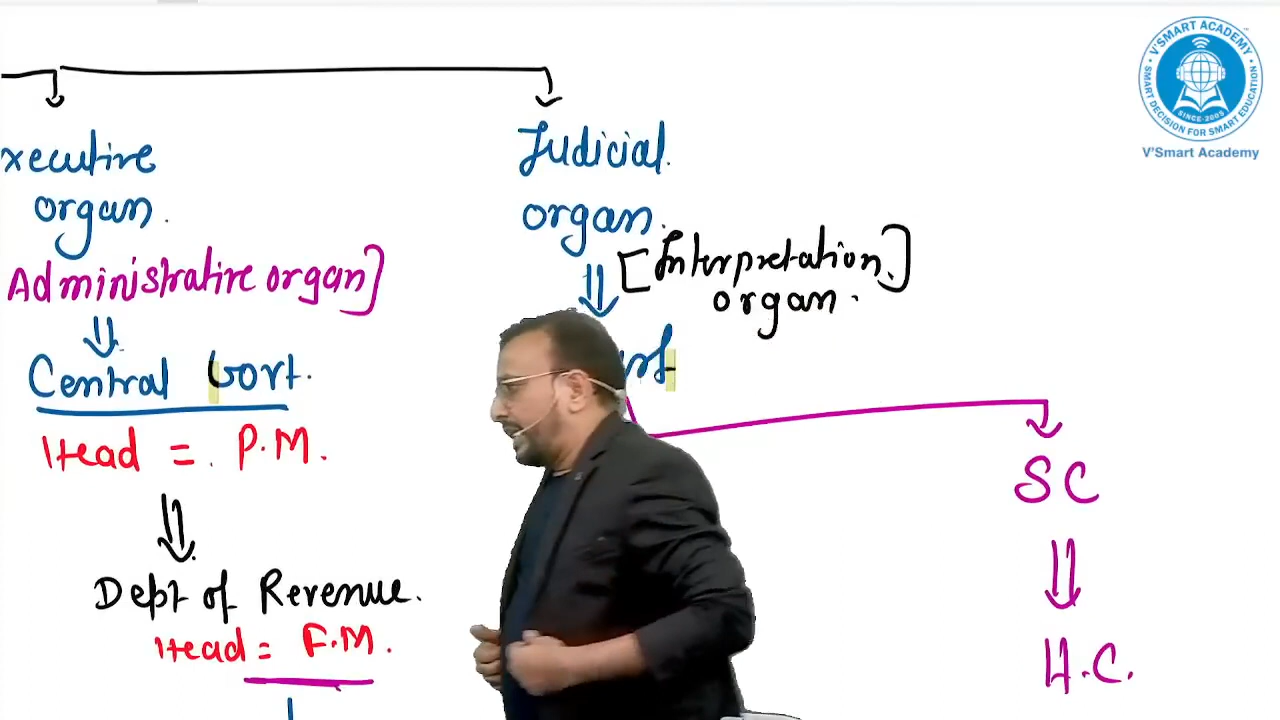 xecutive
organ.
Administrative organ]
Central Govt.
Head = P.M.
Dept of Revenue.
Head = F.M.
Judicial
organ.
[Interpretation]
organ.
SC
H.C.
V'SMART ACADEMY
SMART DECISION FOR SMART EDUCATION
SINCE-2005
V'Smart Academy